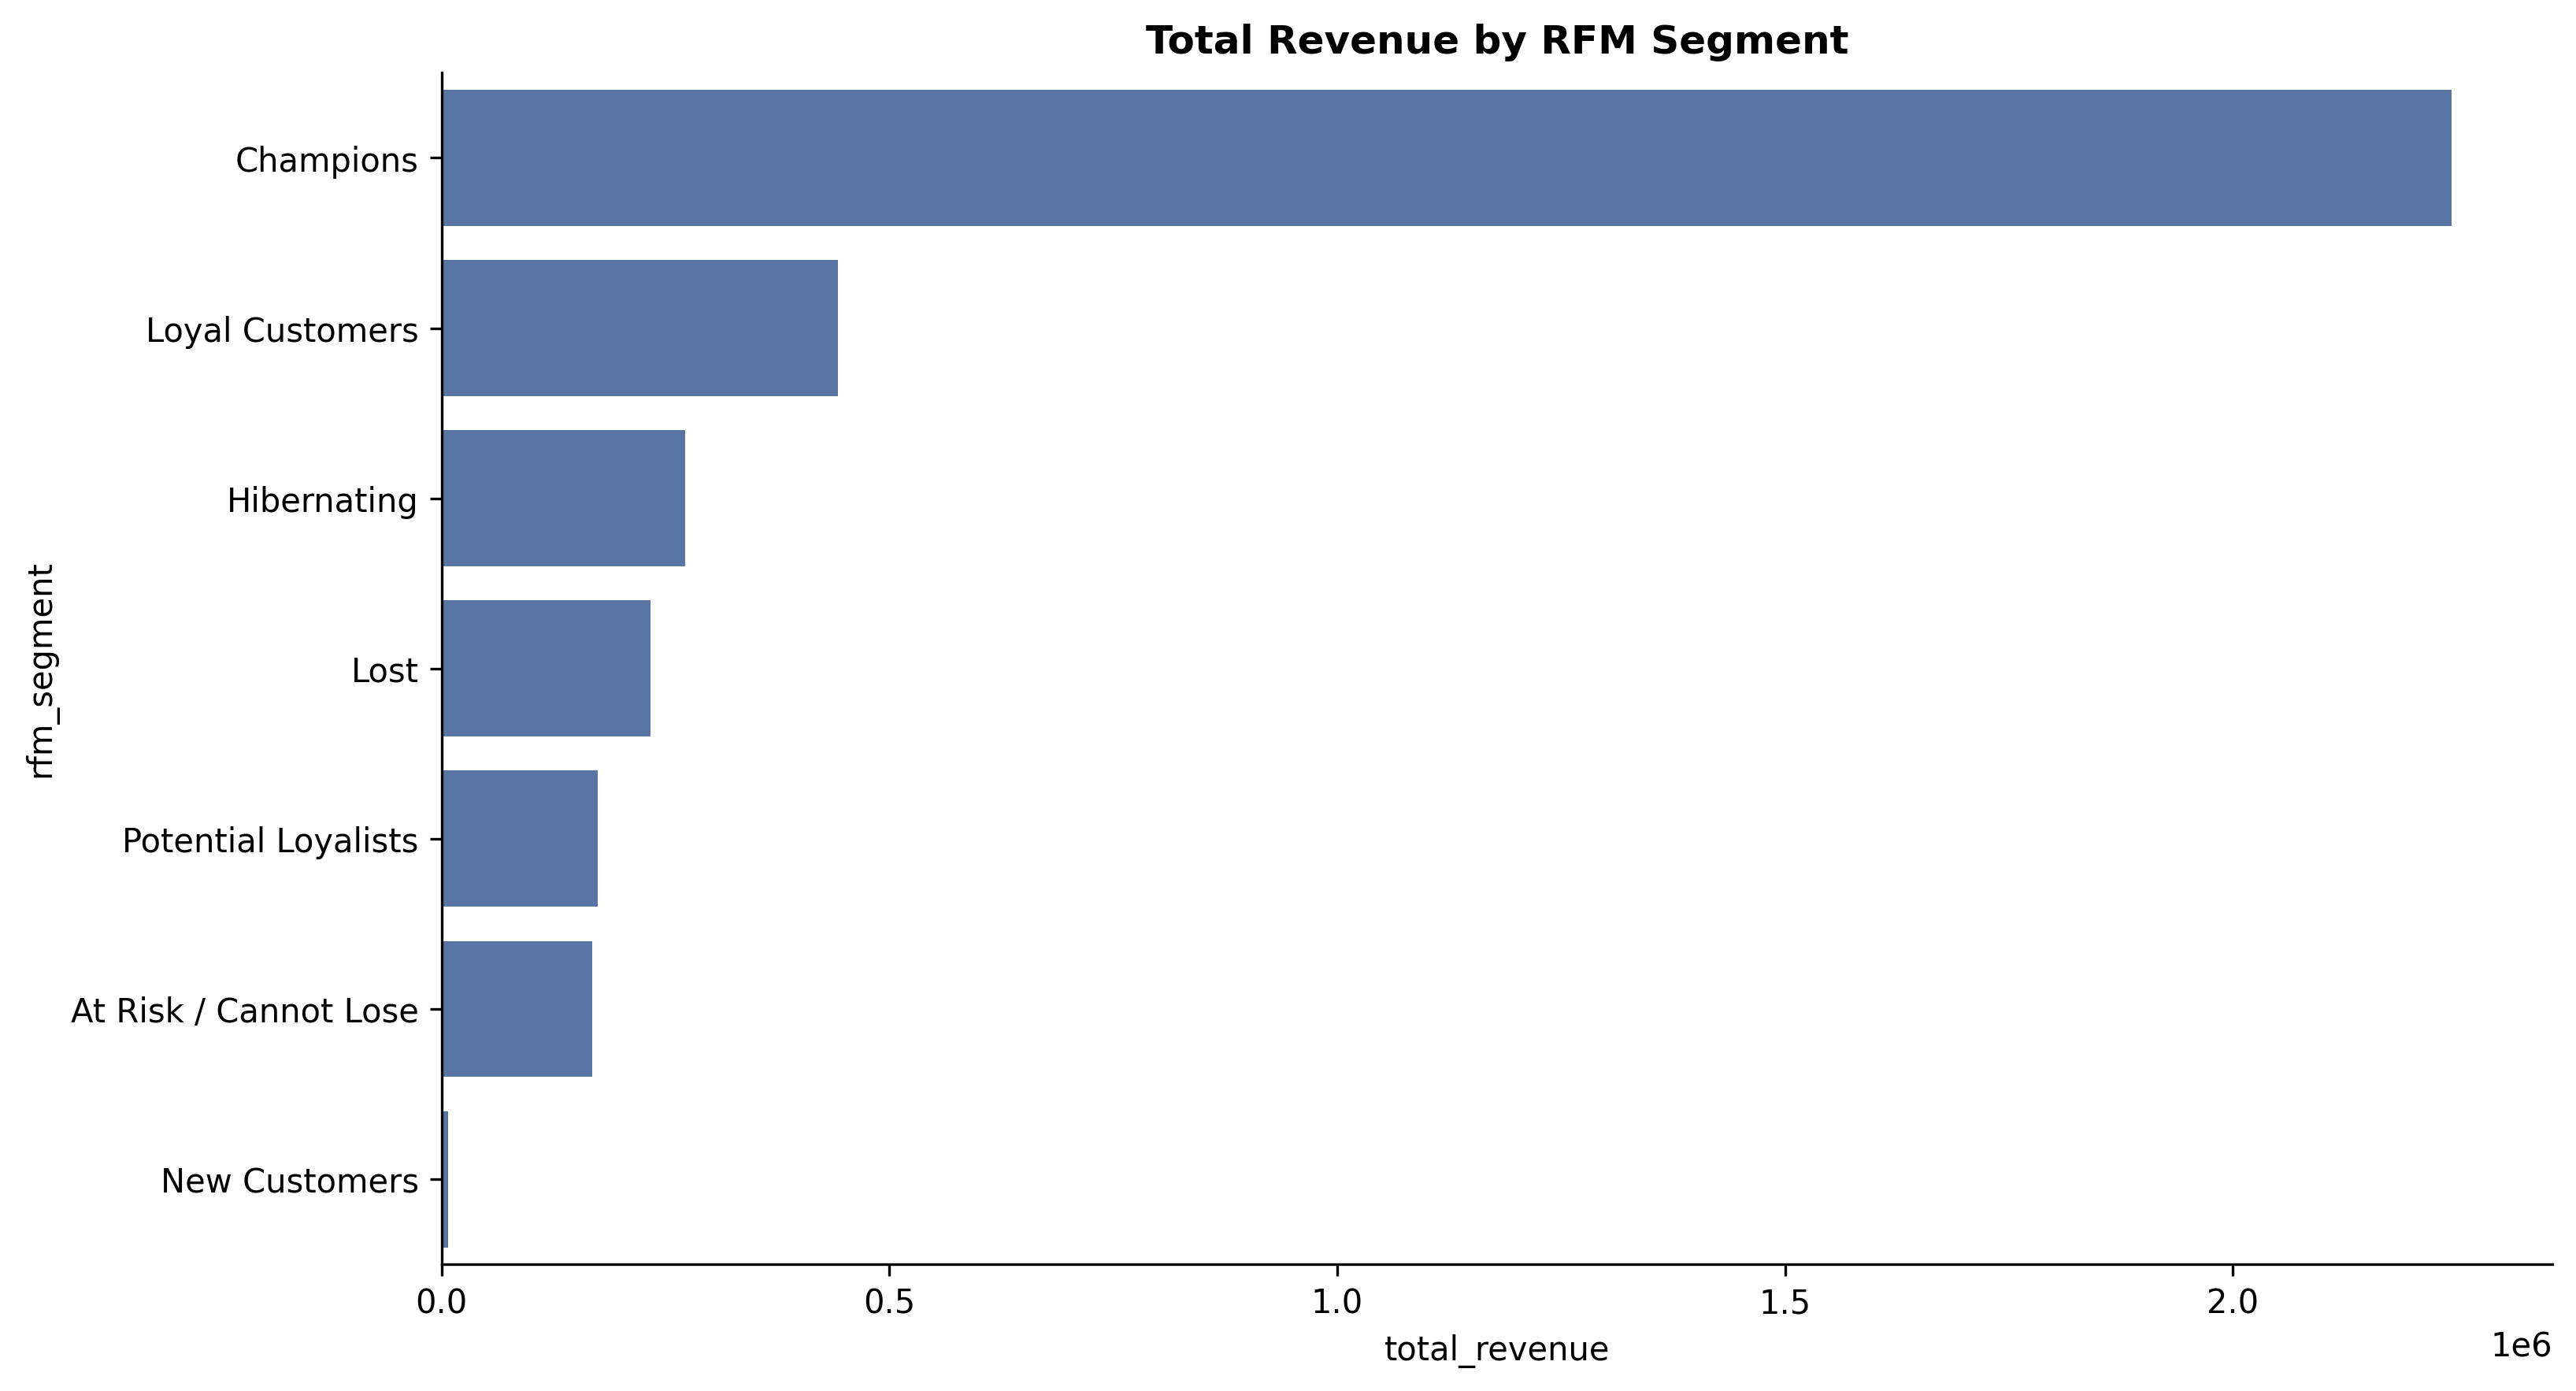 Total Revenue by RFM Segment
Champions
Loyal Customers
Hibernating
Lost
Potential Loyalists
At Risk / Cannot Lose
New Customers
rfm_segment
0.0 0.5 1.0 1.5 2.0
total_revenue
1e6